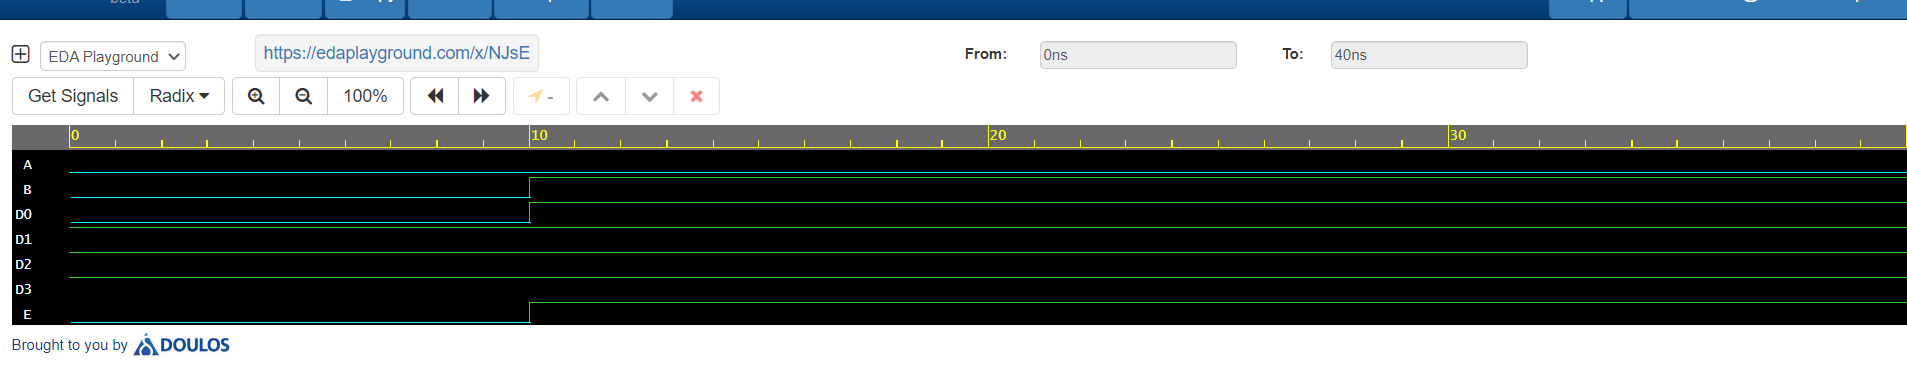 beta
EDA Playground
https://edaplayground.com/x/NJsE
From:
0ns
To:
40ns
Get Signals
Radix
100%
-
0
10
20
30
A
B
D0
D1
D2
D3
E
Brought to you by DOULOS